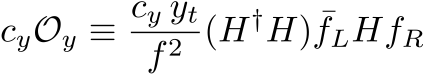 $c_y \mathcal{O}_y \equiv \frac{c_y \, y_t}{f^2} (H^\dagger H) \bar{f}_L H f_R$